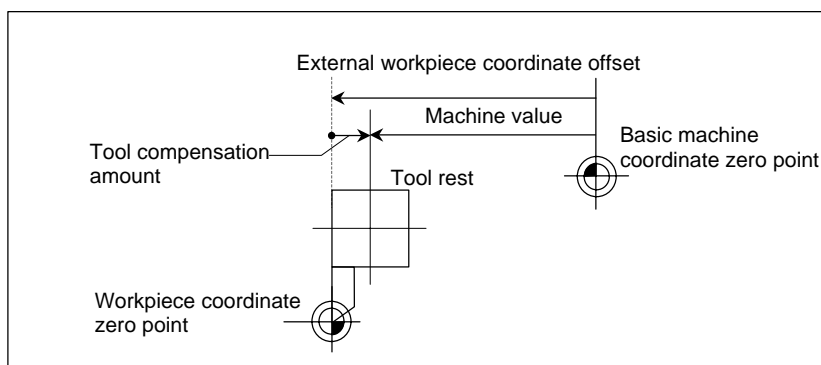 External workpiece coordinate offset
Machine value
Basic machine
coordinate zero point
Tool compensation
amount
Tool rest
Workpiece coordinate
zero point